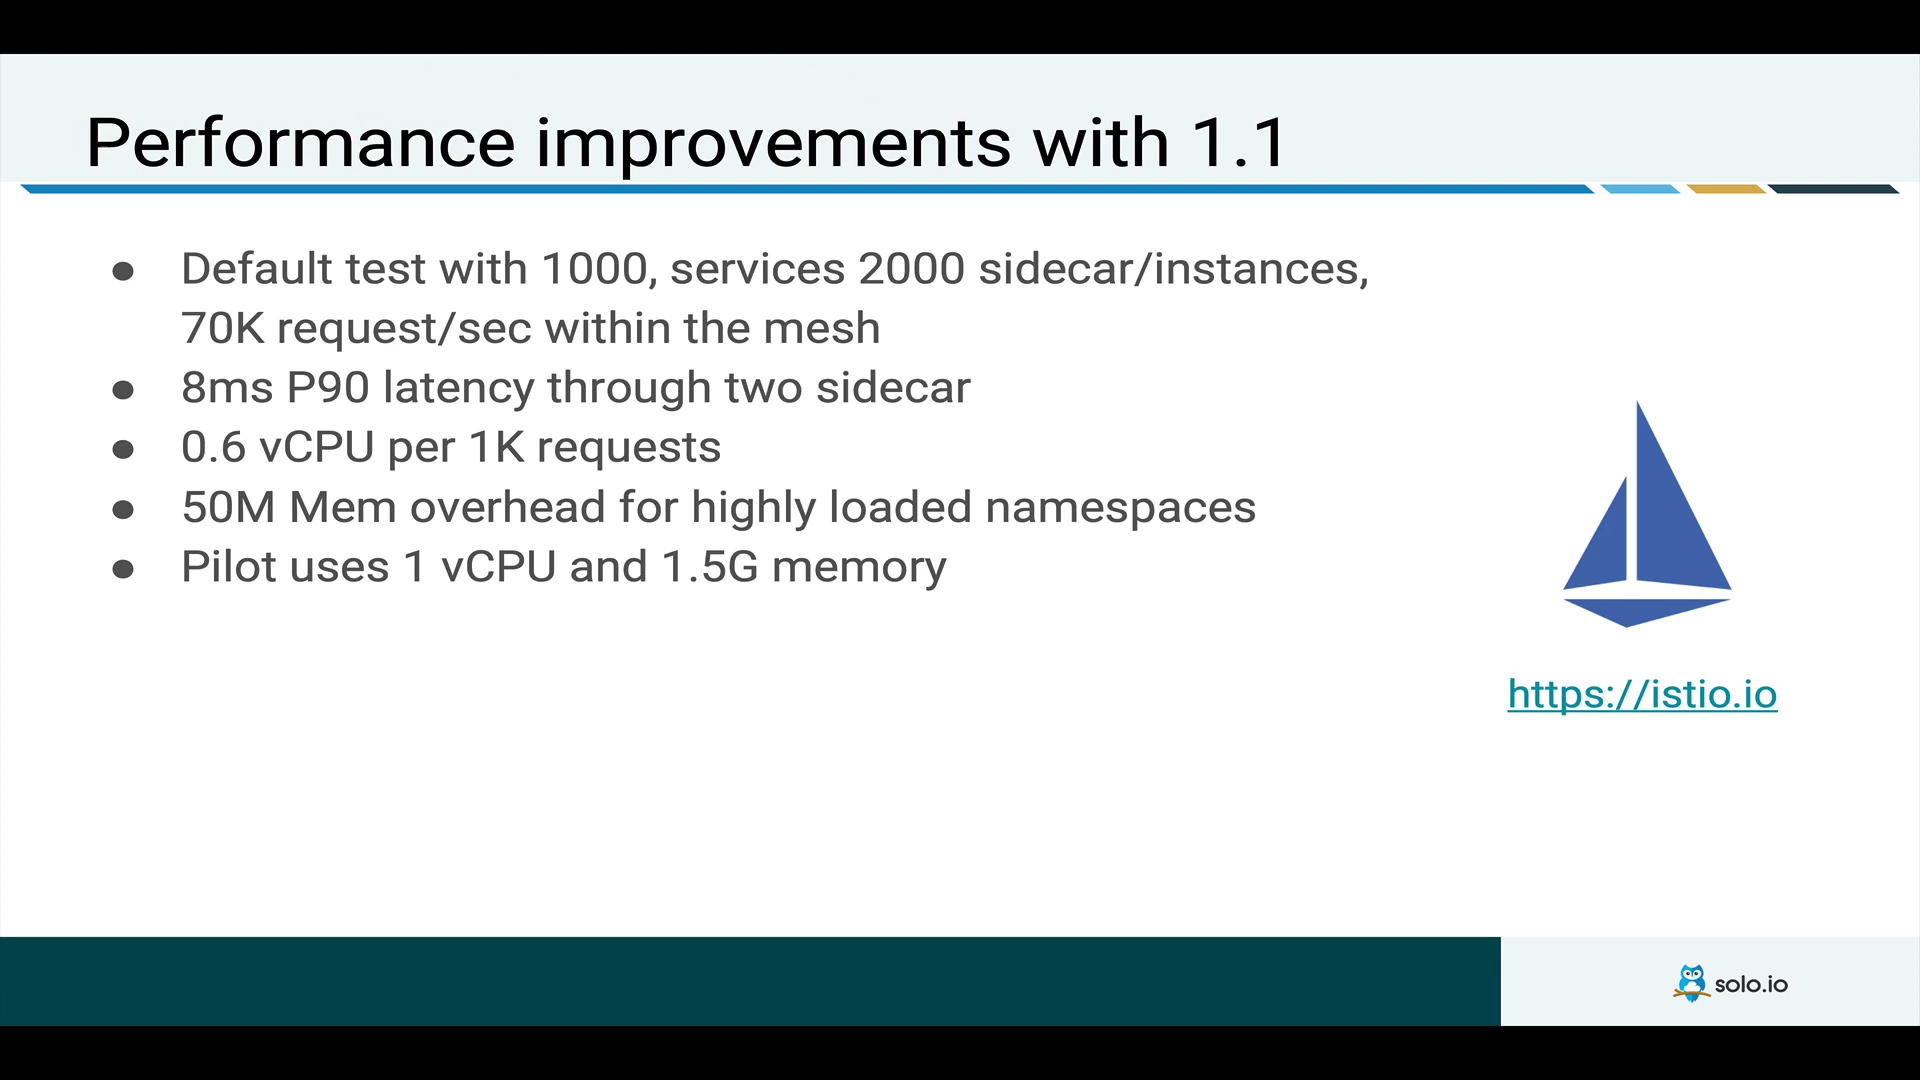 Performance improvements with 1.1
● Default test with 1000, services 2000 sidecar/instances,
70K request/sec within the mesh
● 8ms P90 latency through two sidecar
● 0.6 vCPU per 1K requests
● 50M Mem overhead for highly loaded namespaces
● Pilot uses 1 vCPU and 1.5G memory
https://istio.io
solo.io